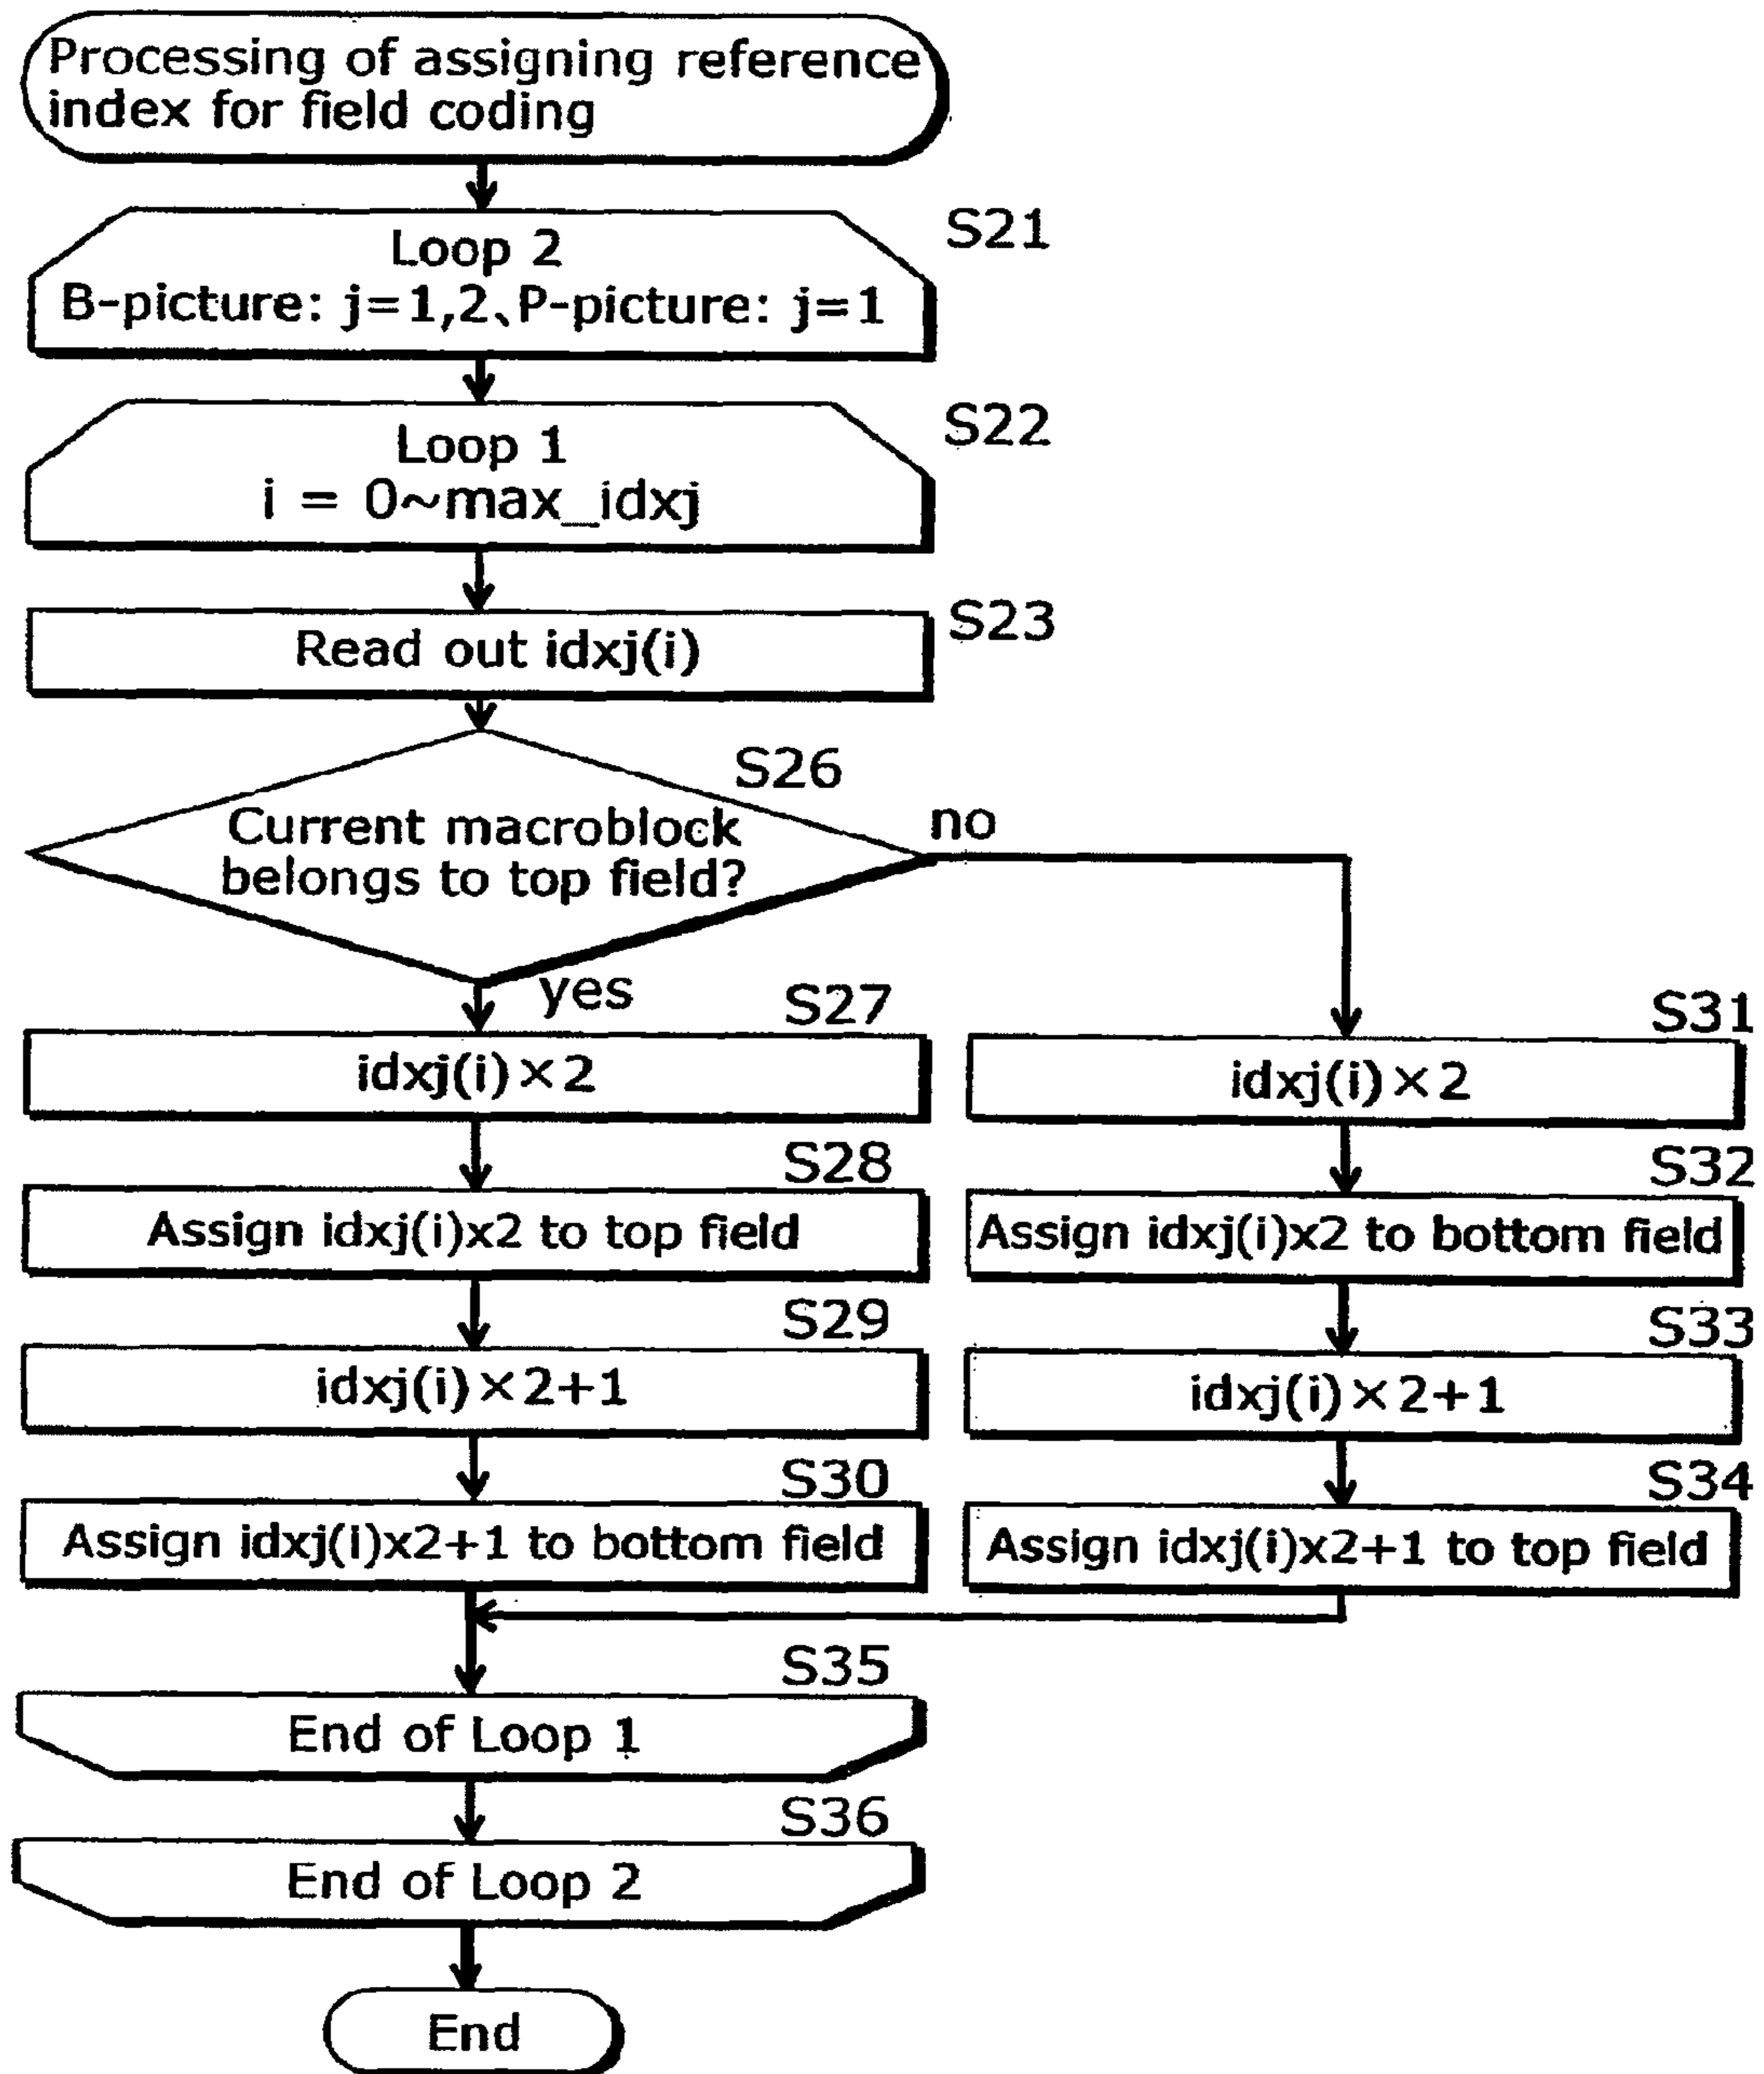 Processing of assigning reference
index for field coding
S21
Loop 2
B-picture: j=1,2、P-picture: j=1
S22
Loop 1
i = 0~max_idxj
S23
Read out idxj(i)
S26
Current macroblock
belongs to top field?
no
yes
S27
idxj(i)×2
S31
idxj(i)×2
S28
Assign idxj(i)x2 to top field
S32
Assign idxj(i)x2 to bottom field
S29
idxj(i)×2+1
S33
idxj(i)×2+1
S30
Assign idxj(i)x2+1 to bottom field
S34
Assign idxj(i)x2+1 to top field
S35
End of Loop 1
S36
End of Loop 2
End